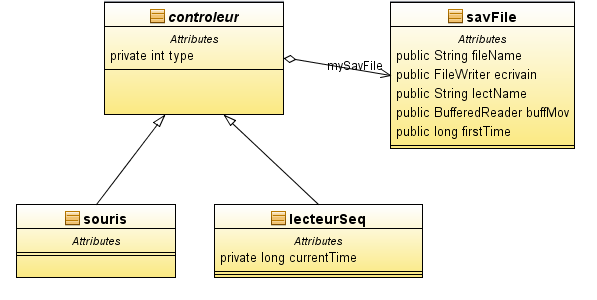 controleur
Attributes
private int type
mySavFile
savFile
Attributes
public String fileName
public FileWriter ecrivain
public String lectName
public BufferedReader buffMov
public long firstTime
souris
Attributes
lecteurSeq
Attributes
private long currentTime